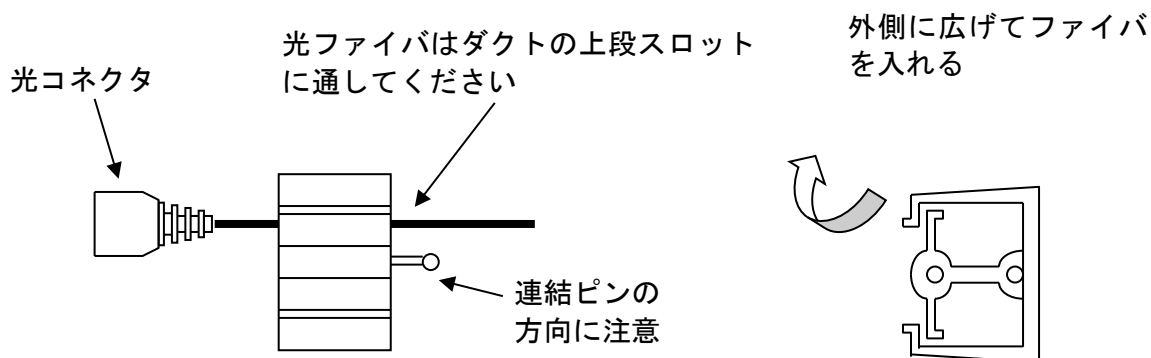 光コネクタ
光ファイバはダクトの上段スロット
に通してください
外側に広げてファイバ
を入れる
連結ピンの
方向に注意